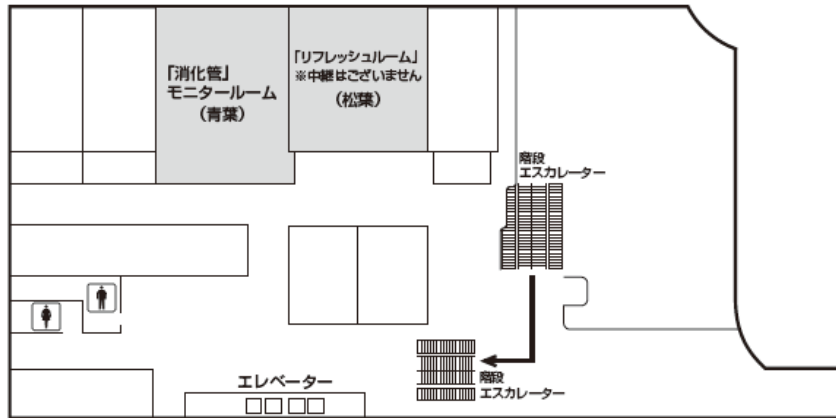 「消化管」
モニタールーム
（青葉）
「リフレッシュルーム」
※中継はございません
（松葉）
階段
エスカレーター
階段
エスカレーター
エレベーター